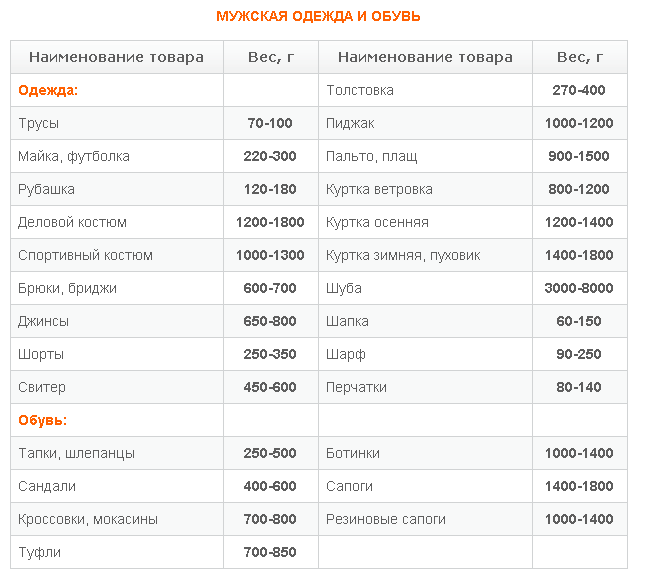 МУЖСКАЯ ОДЕЖДА И ОБУВЬ
Наименование товара Вес, г Наименование товара Вес, г
Одежда: Толстовка 270-400
Трусы 70-100 Пиджак 1000-1200
Майка, футболка 220-300 Пальто, плащ 900-1500
Рубашка 120-180 Куртка ветровка 800-1200
Деловой костюм 1200-1800 Куртка осенняя 1200-1400
Спортивный костюм 1000-1300 Куртка зимняя, пуховик 1400-1800
Брюки, бриджи 600-700 Шуба 3000-8000
Джинсы 650-800 Шапка 60-150
Шорты 250-350 Шарф 90-250
Свитер 450-600 Перчатки 80-140
Обувь:
Тапки, шлепанцы 250-500 Ботинки 1000-1400
Сандали 400-600 Сапоги 1400-1800
Кроссовки, мокасины 700-800 Резиновые сапоги 1000-1400
Туфли 700-850